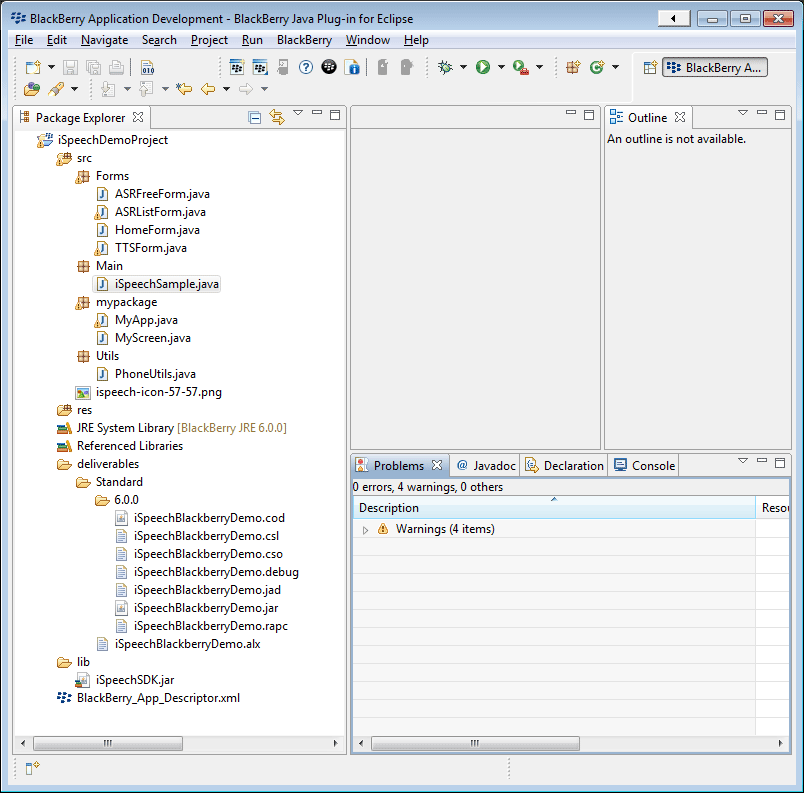 BlackBerry Application Development - BlackBerry Java Plug-in for Eclipse
File Edit Navigate Search Project Run BlackBerry Window Help
BlackBerry A...
Package Explorer
iSpeechDemoProject
src
Forms
ASRFreeForm.java
ASRListForm.java
HomeForm.java
TTSForm.java
Main
iSpeechSample.java
mypackage
MyApp.java
MyScreen.java
Utils
PhoneUtils.java
ispeech-icon-57-57.png
res
JRE System Library [BlackBerry JRE 6.0.0]
Referenced Libraries
deliverables
Standard
6.0.0
iSpeechBlackberryDemo.cod
iSpeechBlackberryDemo.csl
iSpeechBlackberryDemo.cso
iSpeechBlackberryDemo.debug
iSpeechBlackberryDemo.jad
iSpeechBlackberryDemo.jar
iSpeechBlackberryDemo.rapc
iSpeechBlackberryDemo.alx
lib
iSpeechSDK.jar
BlackBerry_App_Descriptor.xml
Outline
An outline is not available.
Problems @ Javadoc Declaration Console
0 errors, 4 warnings, 0 others
Description Resou
Warnings (4 items)